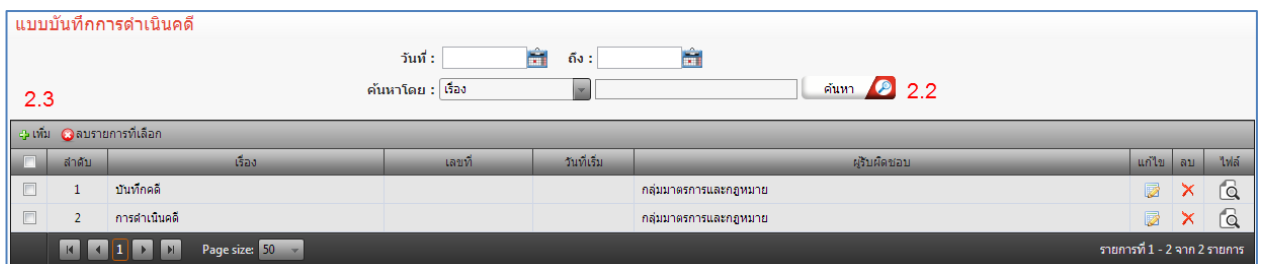 แบบบันทึกการดำเนินคดี
วันที่ : ถึง :
ค้นหาโดย : เรื่อง ค้นหา 2.2
2.3
เพิ่ม ลบรายการที่เลือก
ลำดับ เรื่อง เลขที่ วันที่เริ่ม ผู้รับผิดชอบ แก้ไข ลบ ไฟล์
1 บันทึกคดี กลุ่มมาตรการและกฎหมาย
2 การดำเนินคดี กลุ่มมาตรการและกฎหมาย
1 Page size: 50 รายการที่ 1 - 2 จาก 2 รายการ